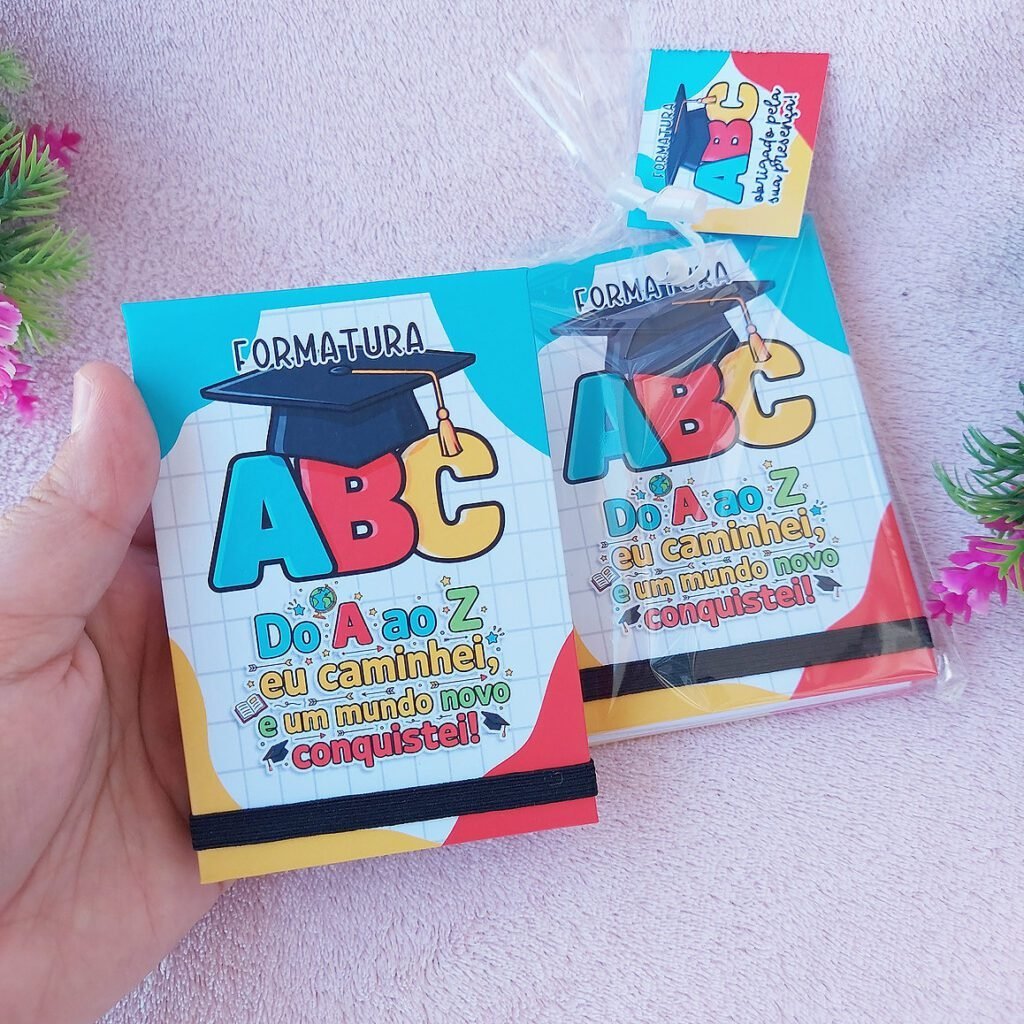 FORMATURA
ABC
Do A ao Z
eu caminhei,
e um mundo novo
conquistei!
FORMATURA
ABC
Do A ao Z
eu caminhei,
e um mundo novo
conquistei!
FORMATURA
ABC
obrigado pela
sua presença!